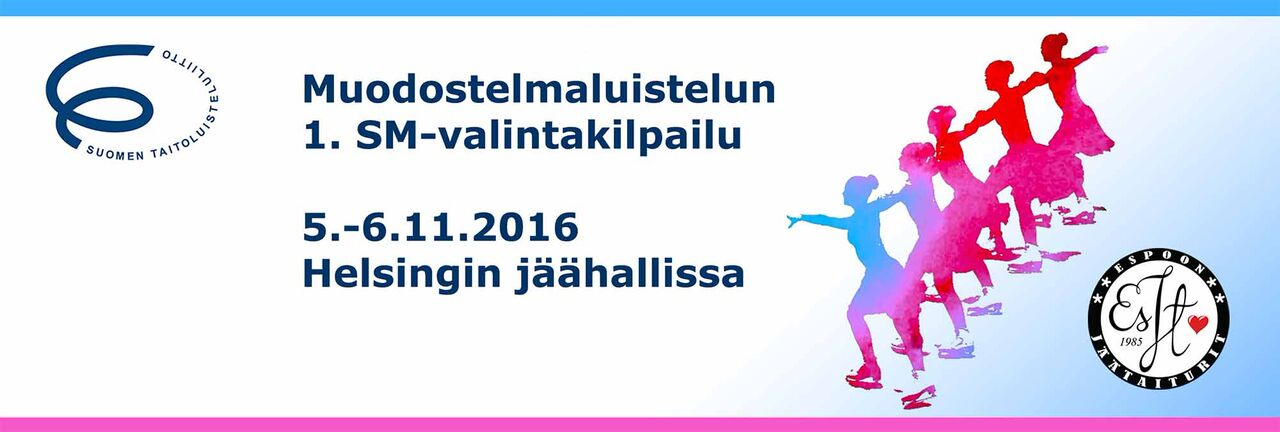 SUOMEN TAITOLUISTELULIITTO
Muodostelmaluistelun
1. SM-valintakilpailu
5.-6.11.2016
Helsingin jäähallissa
ESPOON
EsJt
1985
JÄÄTAITURIT